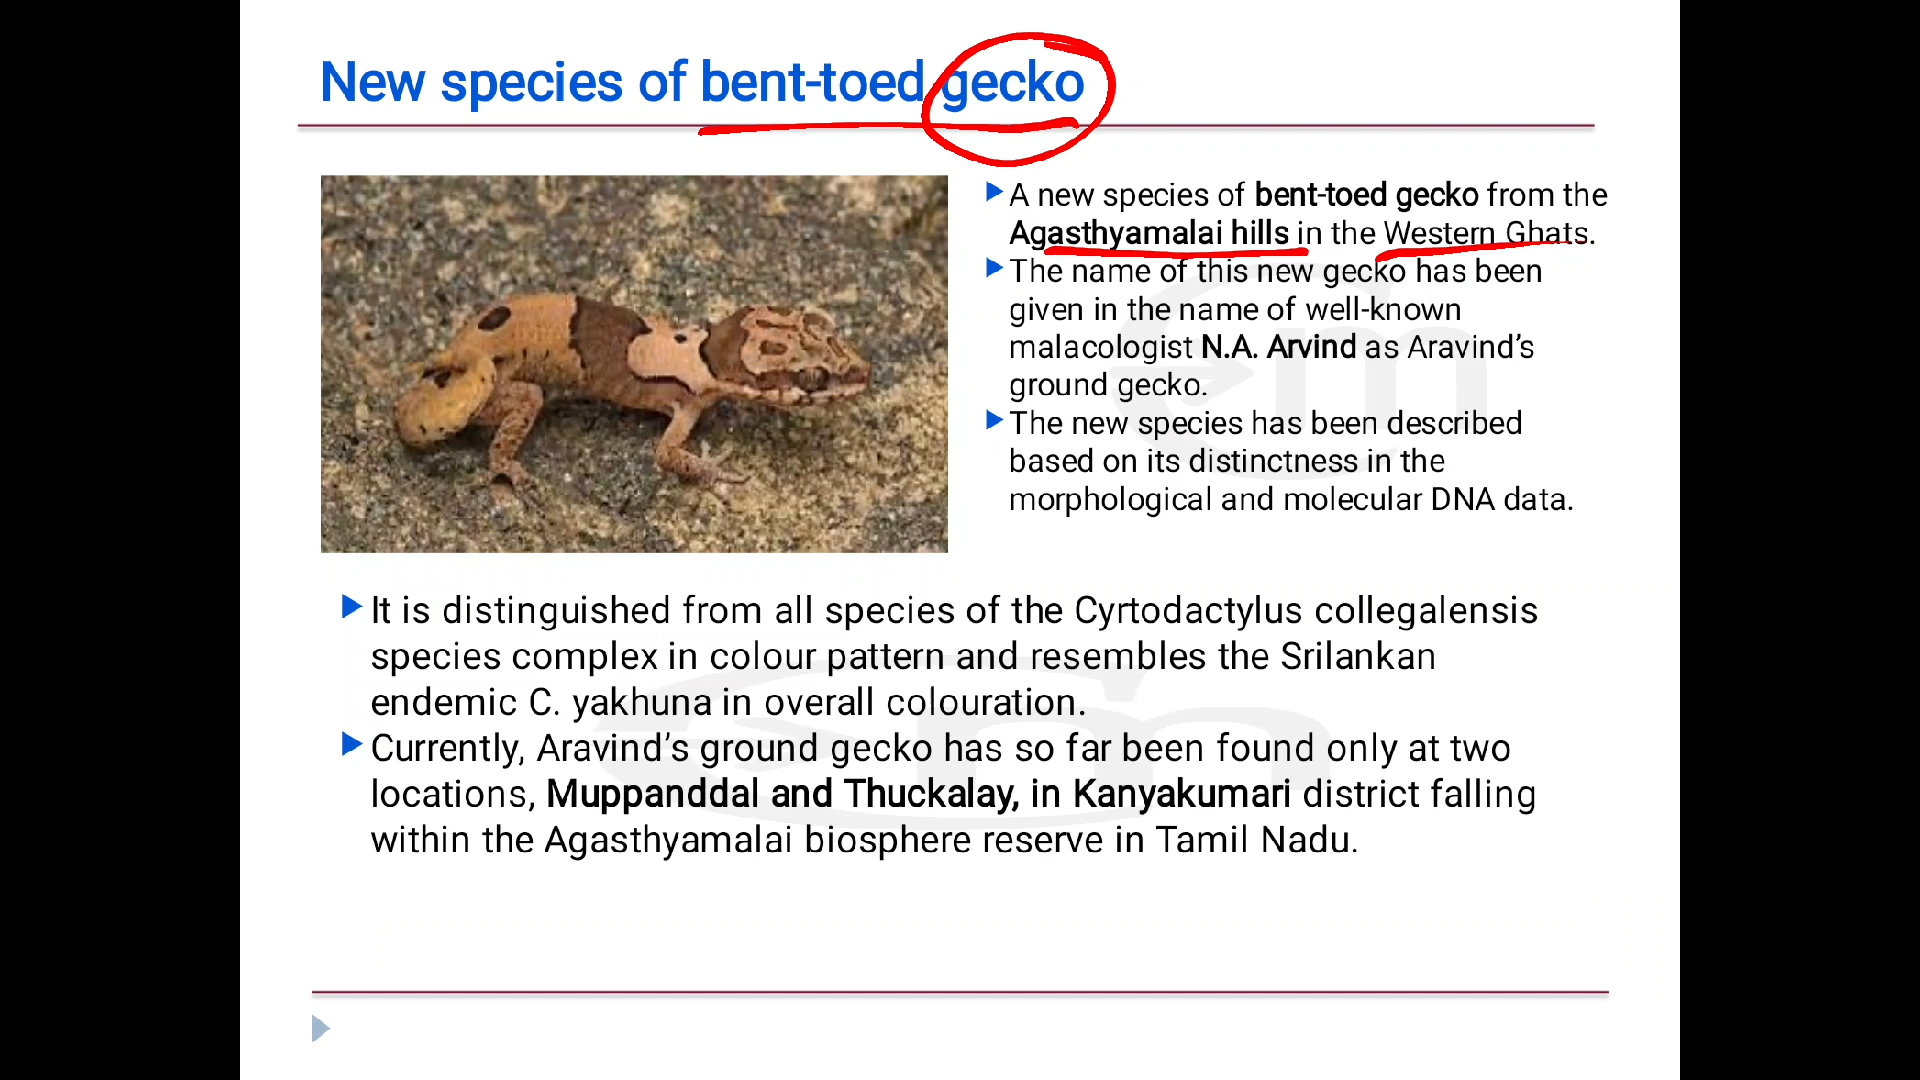 New species of bent-toed gecko
A new species of bent-toed gecko from the
Agasthyamalai hills in the Western Ghats.
The name of this new gecko has been
given in the name of well-known
malacologist N.A. Arvind as Aravind’s
ground gecko.
The new species has been described
based on its distinctness in the
morphological and molecular DNA data.
It is distinguished from all species of the Cyrtodactylus collegalensis
species complex in colour pattern and resembles the Srilankan
endemic C. yakhuna in overall colouration.
Currently, Aravind’s ground gecko has so far been found only at two
locations, Muppanddal and Thuckalay, in Kanyakumari district falling
within the Agasthyamalai biosphere reserve in Tamil Nadu.